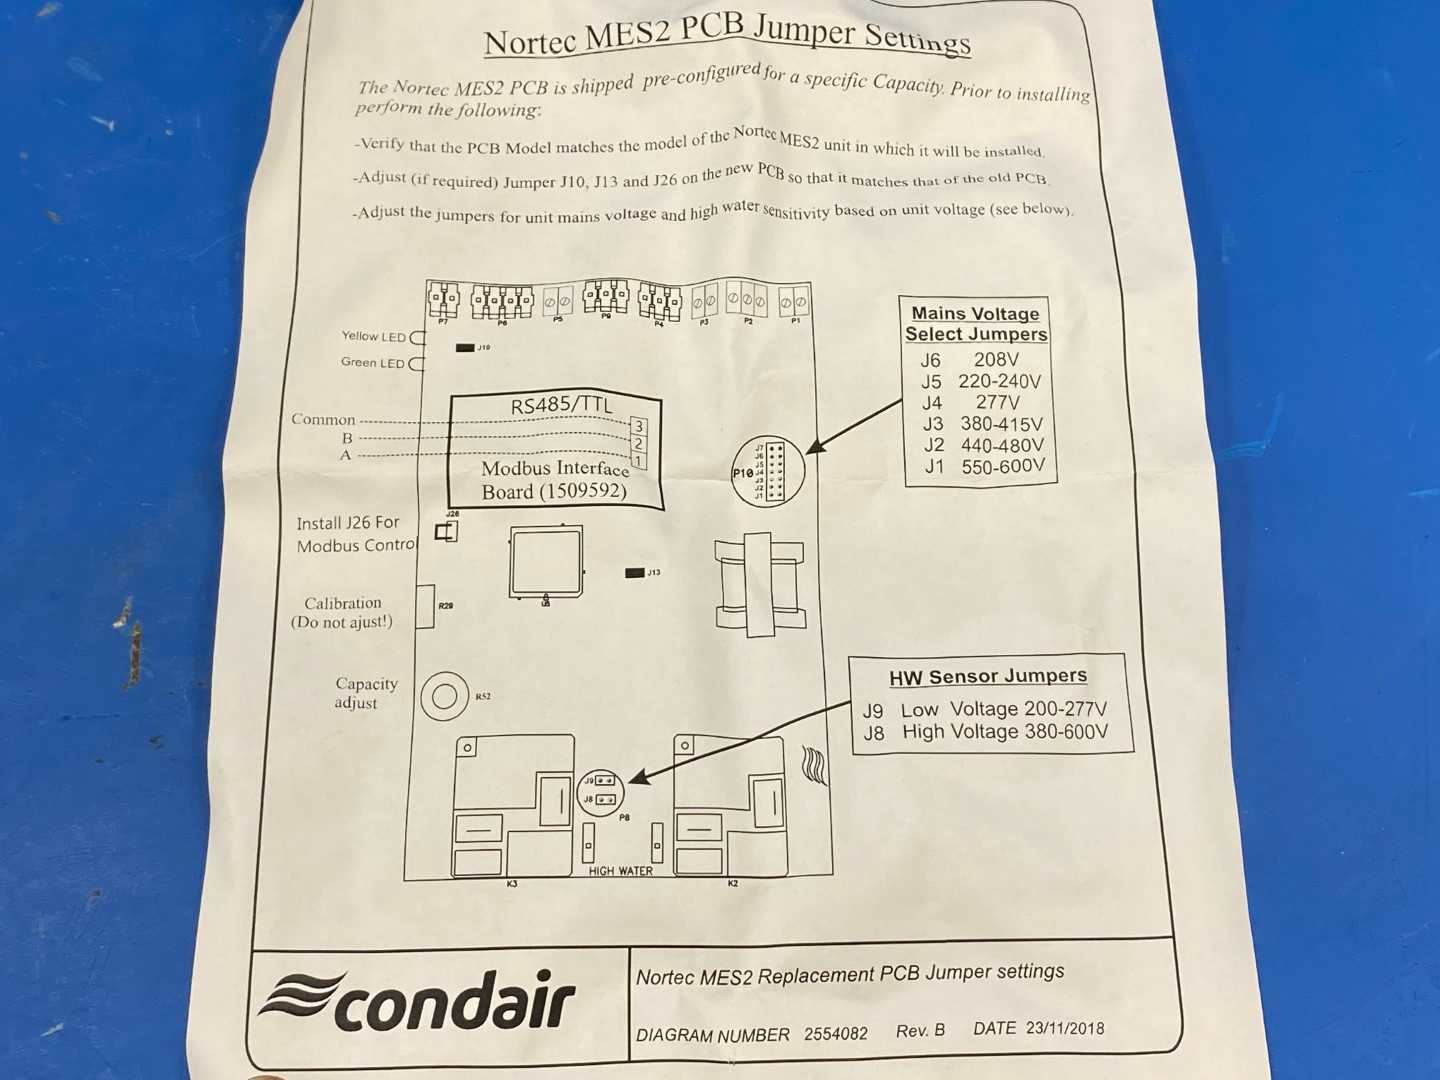 Nortec MES2 PCB Jumper Settings
The Nortec MES2 PCB is shipped pre-configured for a specific Capacity. Prior to installing
perform the following:
-Verify that the PCB Model matches the model of the Nortec MES2 unit in which it will be installed.
-Adjust (if required) Jumper J10, J13 and J26 on the new PCB so that it matches that of the old PCB.
-Adjust the jumpers for unit mains voltage and high water sensitivity based on unit voltage (see below).
P7 P6 P5 P9 P4 P3 P2 P1
Yellow LED
J10
Green LED
Mains Voltage
Select Jumpers
J6 208V
J5 220-240V
J4 277V
J3 380-415V
J2 440-480V
J1 550-600V
RS485/TTL
Common 3
B 2
A 1
Modbus Interface
Board (1509592)
P10
J7
J6
J5
J4
J3
J2
J1
J26
Install J26 For
Modbus Control
J13
Calibration
(Do not ajust!)
R29
Capacity
adjust
R52
HW Sensor Jumpers
J9 Low Voltage 200-277V
J8 High Voltage 380-600V
J9
J8
P8
HIGH WATER
K3 K2
condair
Nortec MES2 Replacement PCB Jumper settings
DIAGRAM NUMBER 2554082 Rev. B DATE 23/11/2018